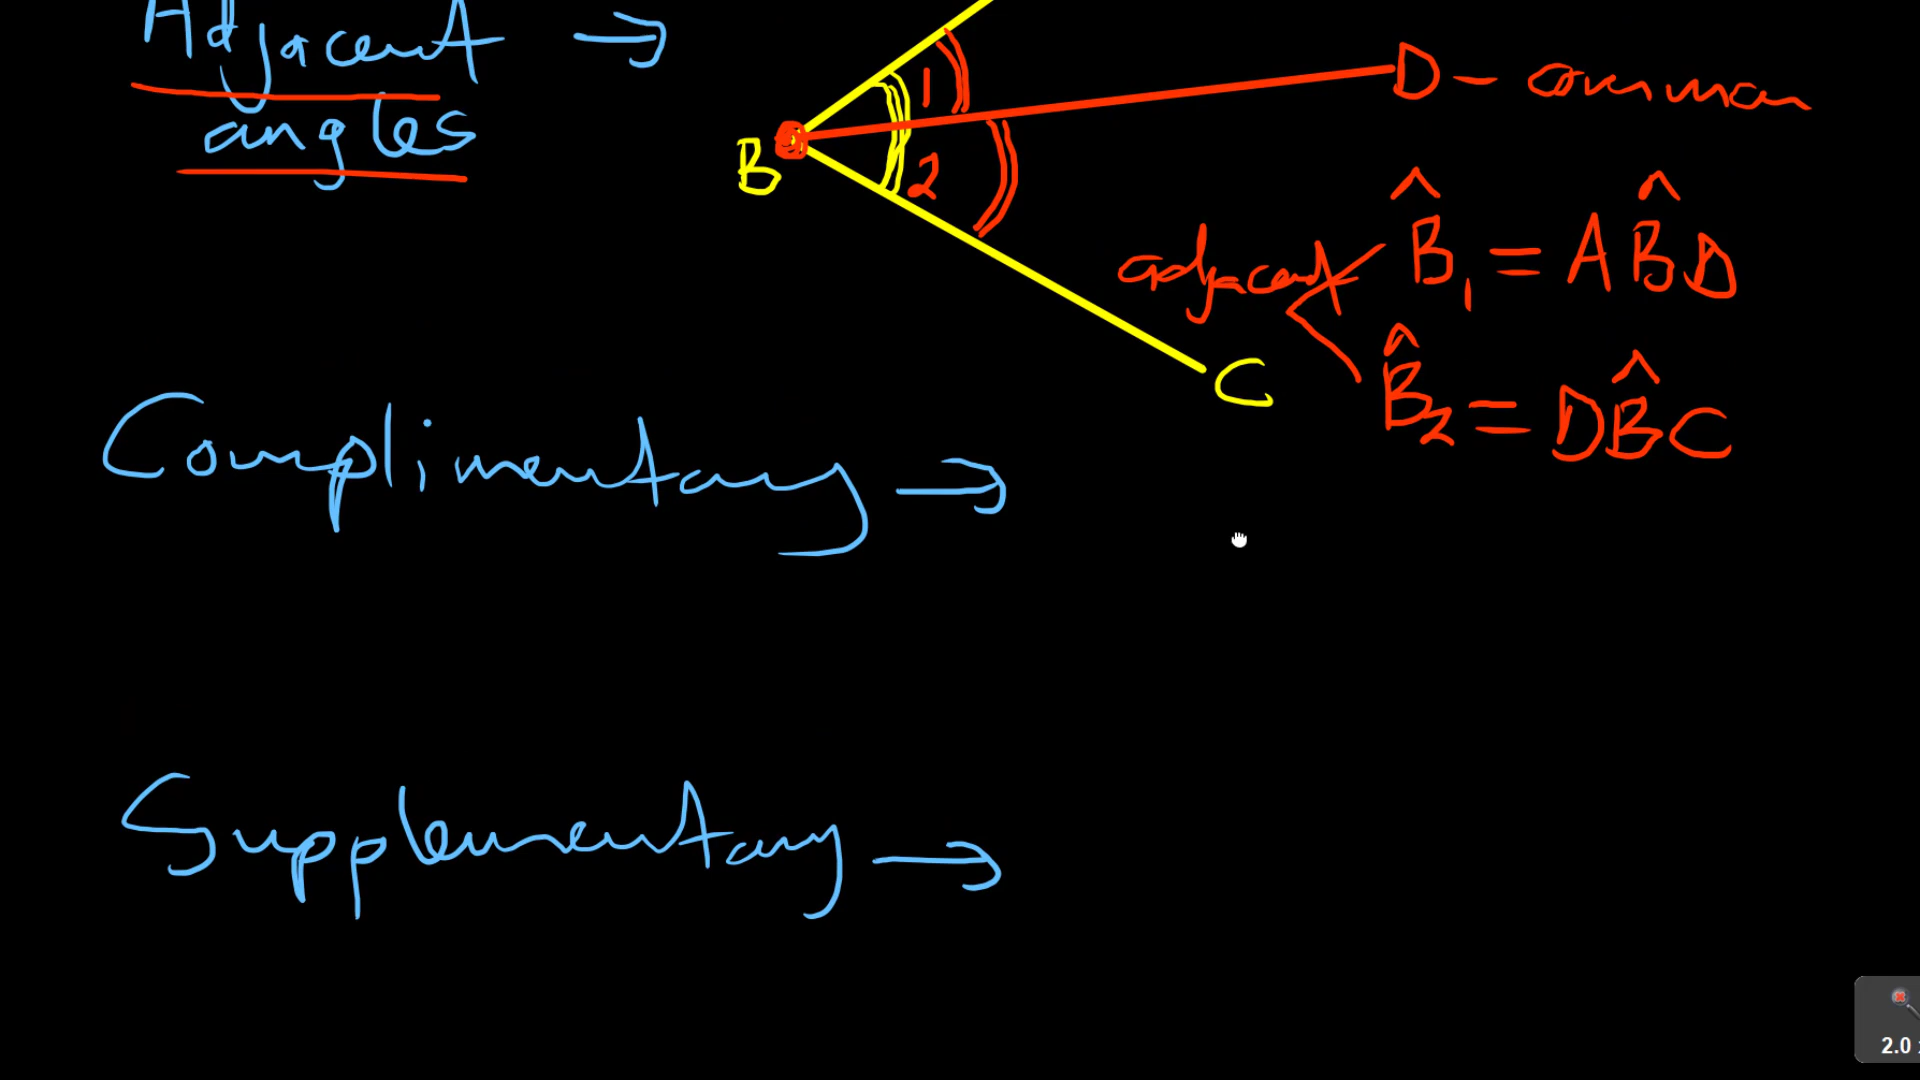 Adjacent →
angles
1
2
B
D - common
adjacent
B̂₁ = AB̂D
B̂₂ = DB̂C
C
Complimentary →
Supplementary →
2.0